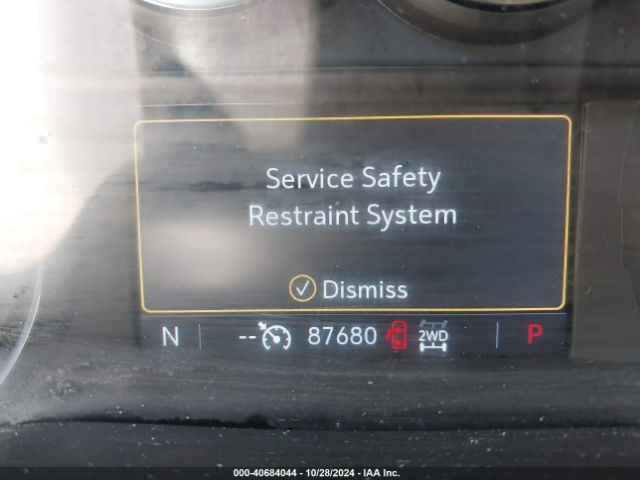 Service Safety
Restraint System
Dismiss
N -- 87680 2WD P
000-40684044 - 10/28/2024 - IAA Inc.